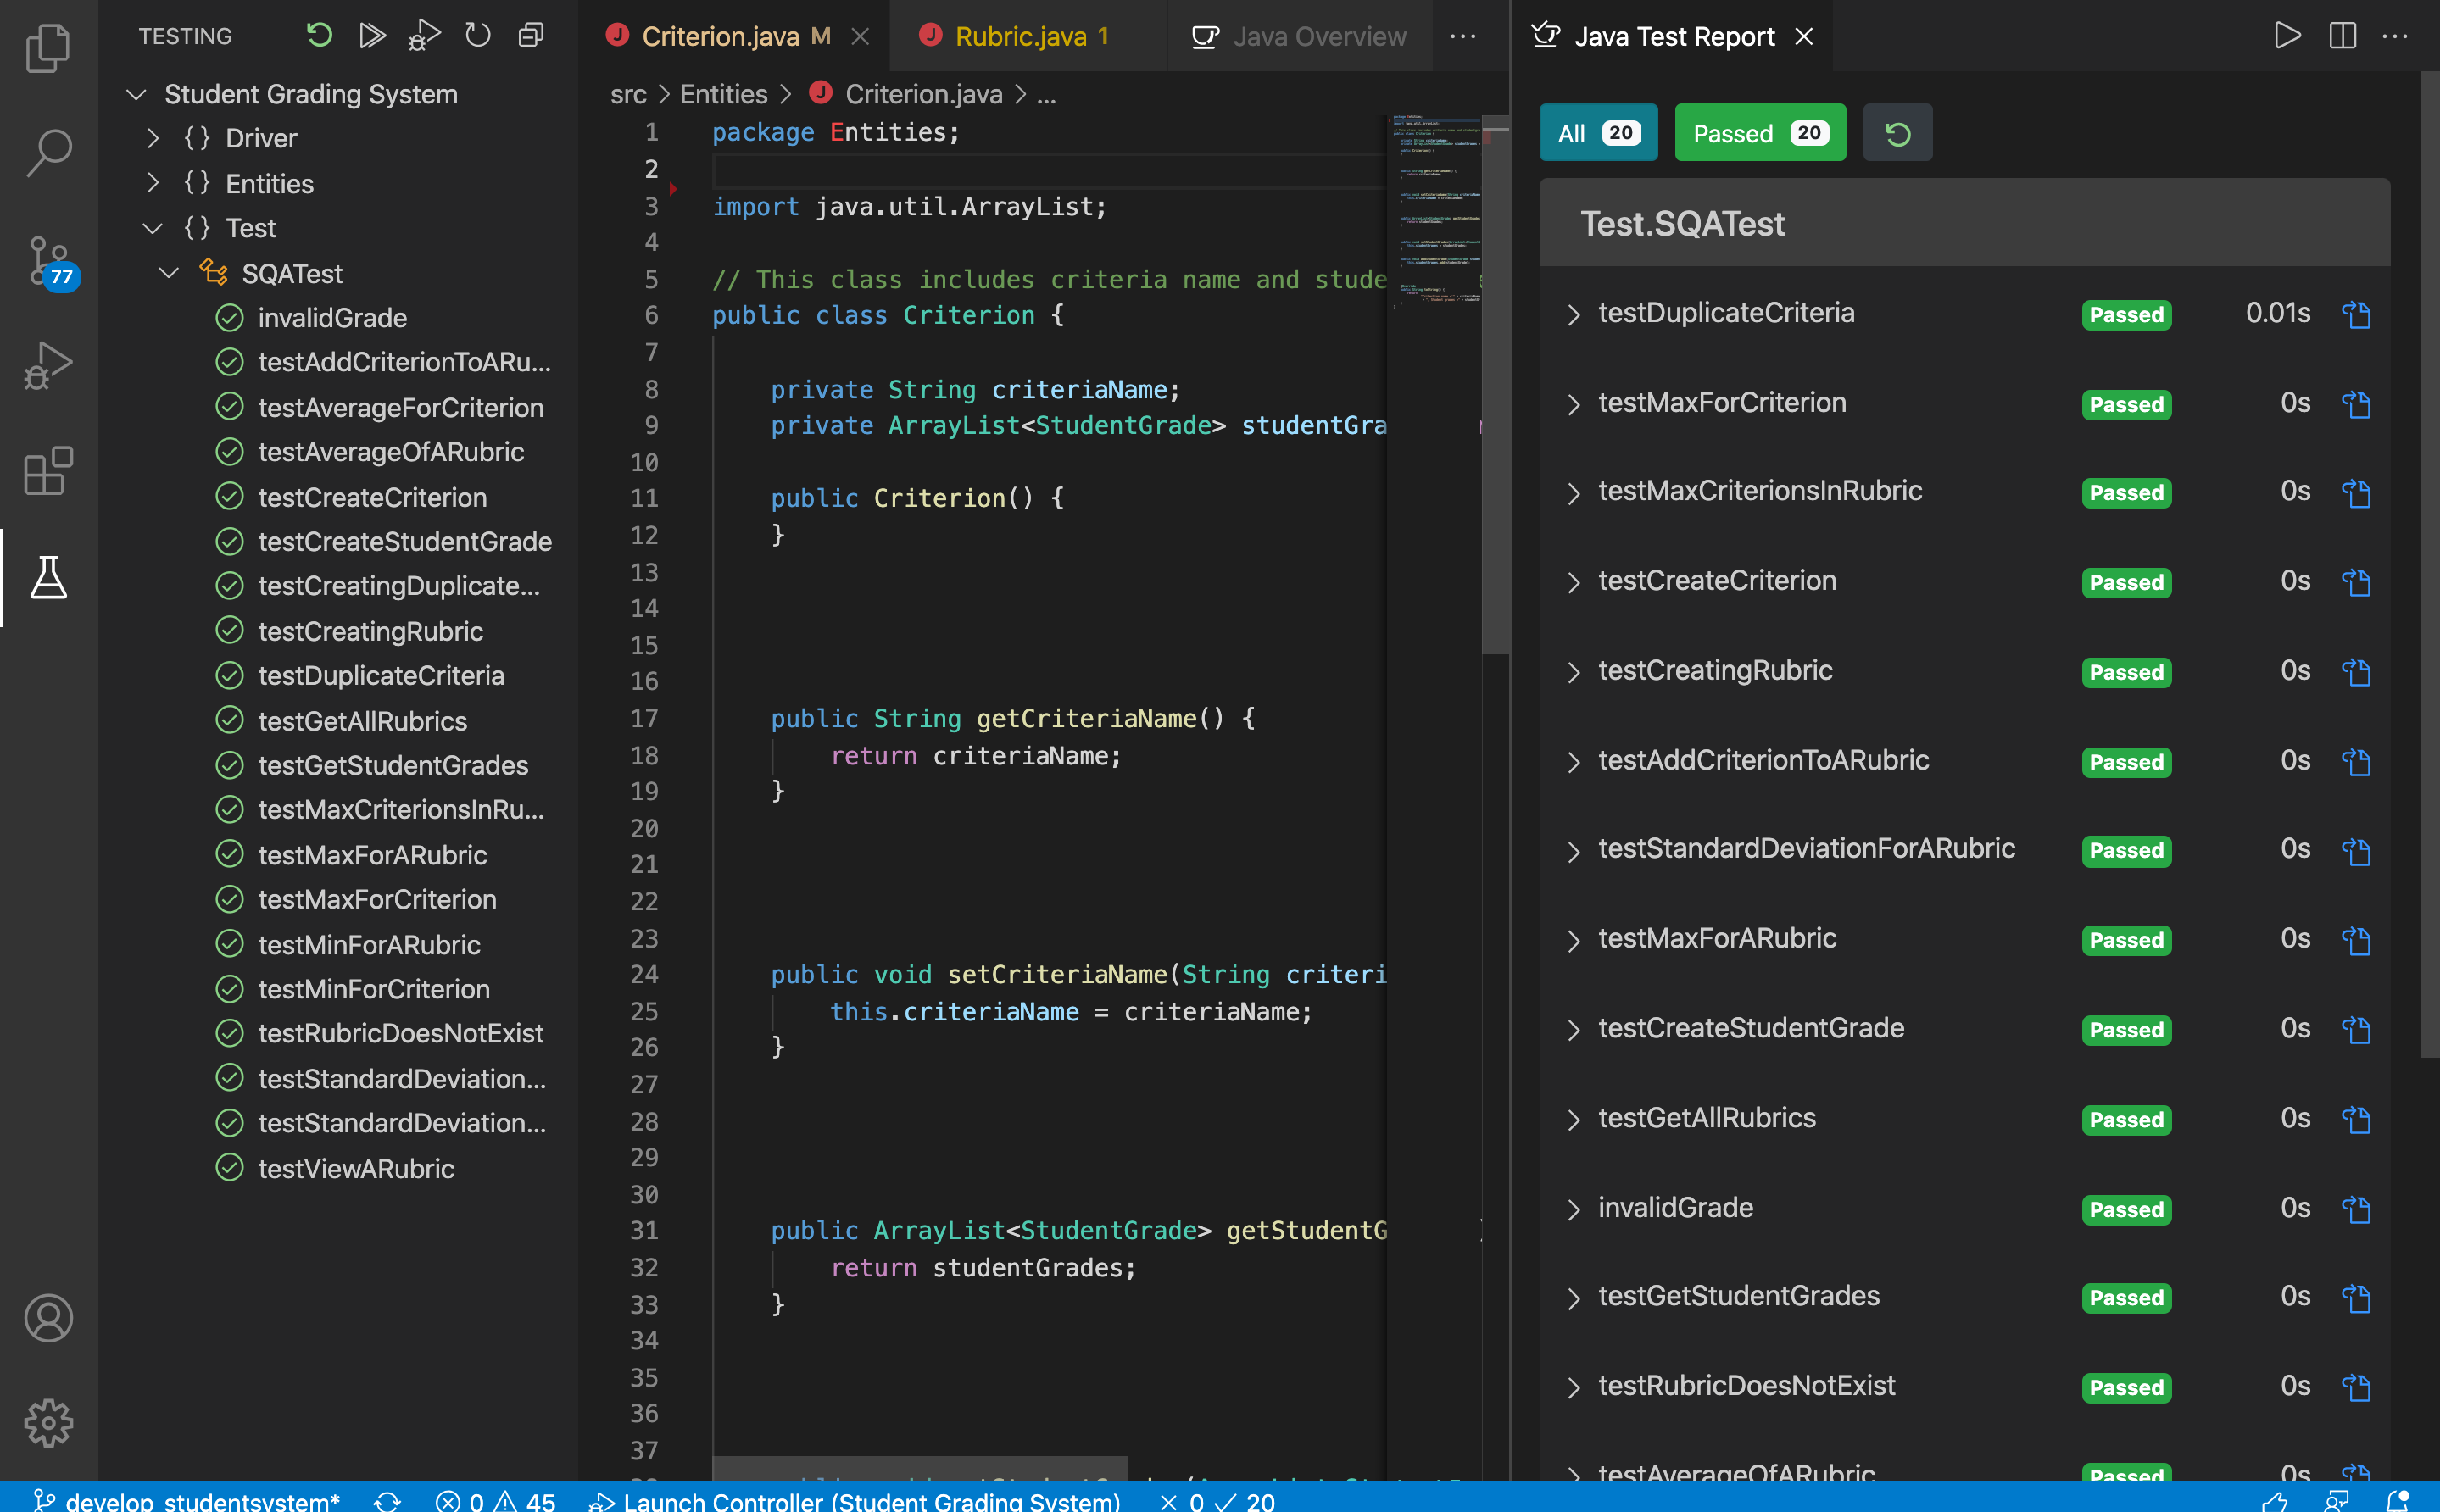 TESTING
Student Grading System
{} Driver
{} Entities
{} Test
SQATest
invalidGrade
testAddCriterionToARu...
testAverageForCriterion
testAverageOfARubric
testCreateCriterion
testCreateStudentGrade
testCreatingDuplicate...
testCreatingRubric
testDuplicateCriteria
testGetAllRubrics
testGetStudentGrades
testMaxCriterionsInRu...
testMaxForARubric
testMaxForCriterion
testMinForARubric
testMinForCriterion
testRubricDoesNotExist
testStandardDeviation...
testStandardDeviation...
testViewARubric
77
Criterion.java M
Rubric.java 1
Java Overview
src > Entities > Criterion.java > ...
1 package Entities;
2
3 import java.util.ArrayList;
4
5 // This class includes criteria name and stude
6 public class Criterion {
7
8 private String criteriaName;
9 private ArrayList<StudentGrade> studentGra
10
11 public Criterion() {
12 }
13
14
15
16
17 public String getCriteriaName() {
18 return criteriaName;
19 }
20
21
22
23
24 public void setCriteriaName(String criteri
25 this.criteriaName = criteriaName;
26 }
27
28
29
30
31 public ArrayList<StudentGrade> getStudentG
32 return studentGrades;
33 }
34
35
36
37
Java Test Report
All 20
Passed 20
Test.SQATest
testDuplicateCriteria Passed 0.01s
testMaxForCriterion Passed 0s
testMaxCriterionsInRubric Passed 0s
testCreateCriterion Passed 0s
testCreatingRubric Passed 0s
testAddCriterionToARubric Passed 0s
testStandardDeviationForARubric Passed 0s
testMaxForARubric Passed 0s
testCreateStudentGrade Passed 0s
testGetAllRubrics Passed 0s
invalidGrade Passed 0s
testGetStudentGrades Passed 0s
testRubricDoesNotExist Passed 0s
testAverageOfARubric Passed 0s
develop_studentsystem* 0 45 Launch Controller (Student Grading System) 0 20